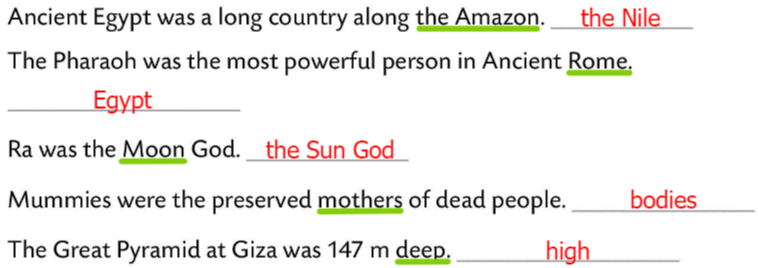 Ancient Egypt was a long country along the Amazon. the Nile
The Pharaoh was the most powerful person in Ancient Rome.
Egypt
Ra was the Moon God. the Sun God
Mummies were the preserved mothers of dead people. bodies
The Great Pyramid at Giza was 147 m deep. high